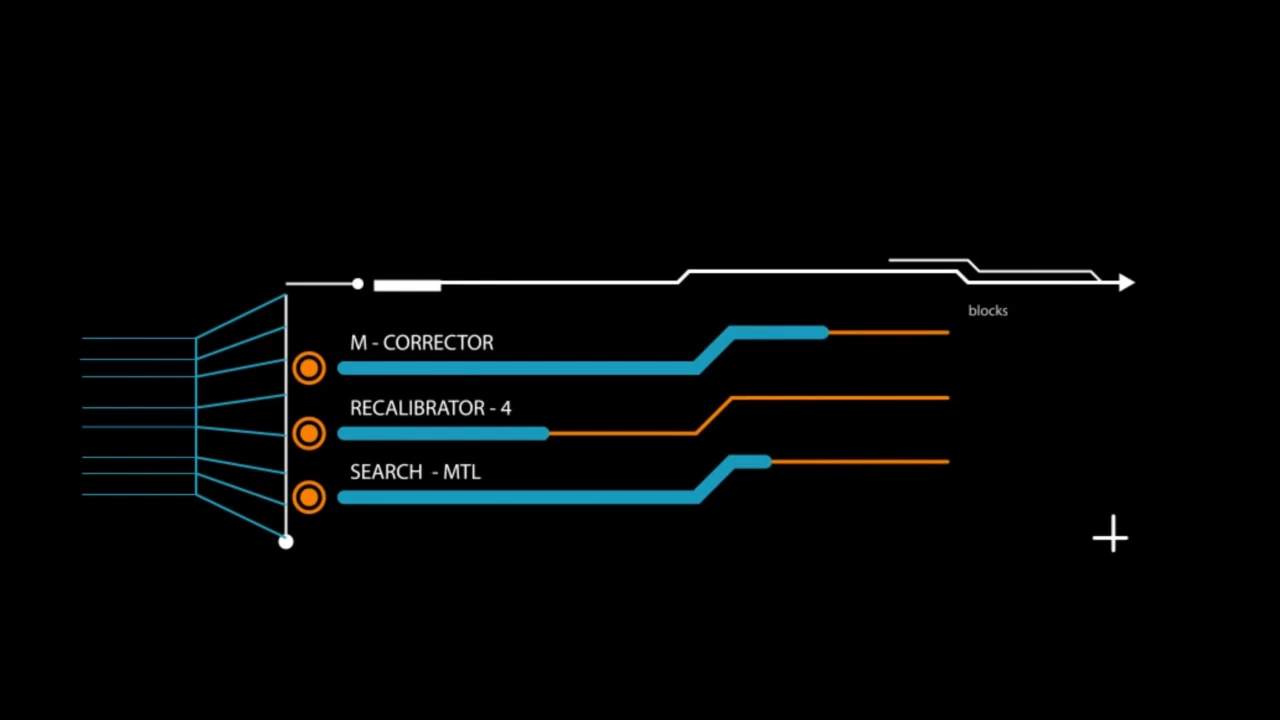 blocks
M - CORRECTOR
RECALIBRATOR - 4
SEARCH - MTL